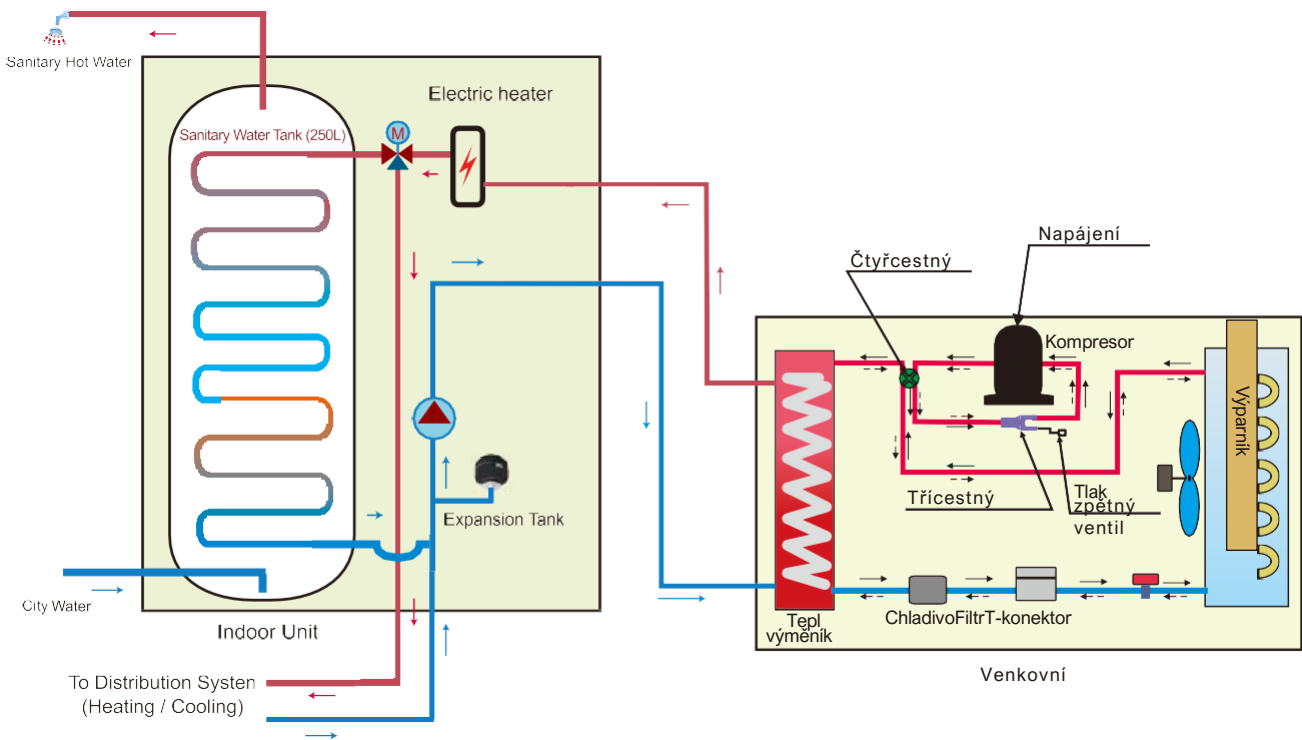 Sanitary Hot Water
Electric heater
Sanitary Water Tank (250L)
M
Expansion Tank
City Water
Indoor Unit
To Distribution Systen
(Heating / Cooling)
Napájení
Čtyřcestný
Kompresor
Výparník
Třícestný
Tlak
zpětný
ventil
Tepl
výměník
ChladivoFiltrT-konektor
Venkovní